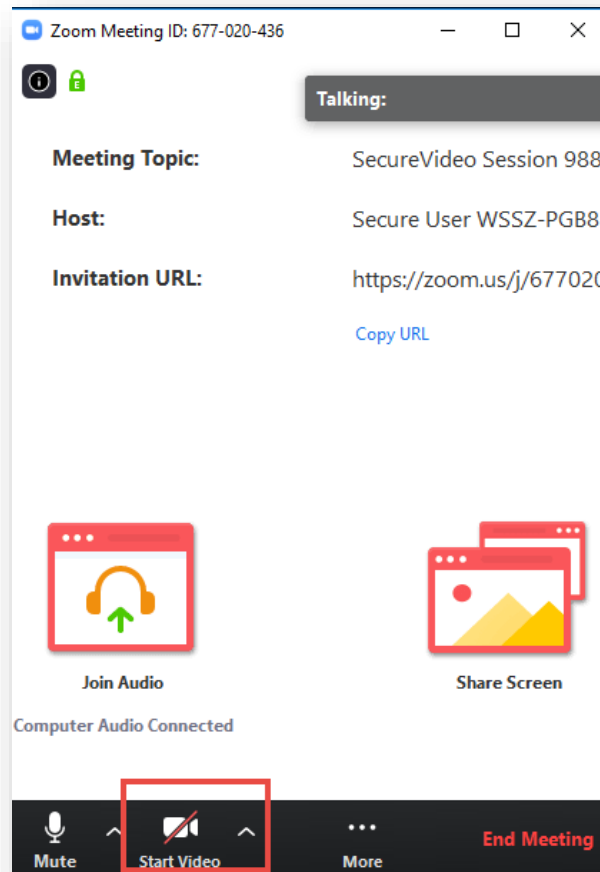 Zoom Meeting ID: 677-020-436
Talking:
Meeting Topic: SecureVideo Session 988
Host: Secure User WSSZ-PGB8
Invitation URL: https://zoom.us/j/67702
Copy URL
Join Audio Share Screen
Computer Audio Connected
Mute Start Video More End Meeting